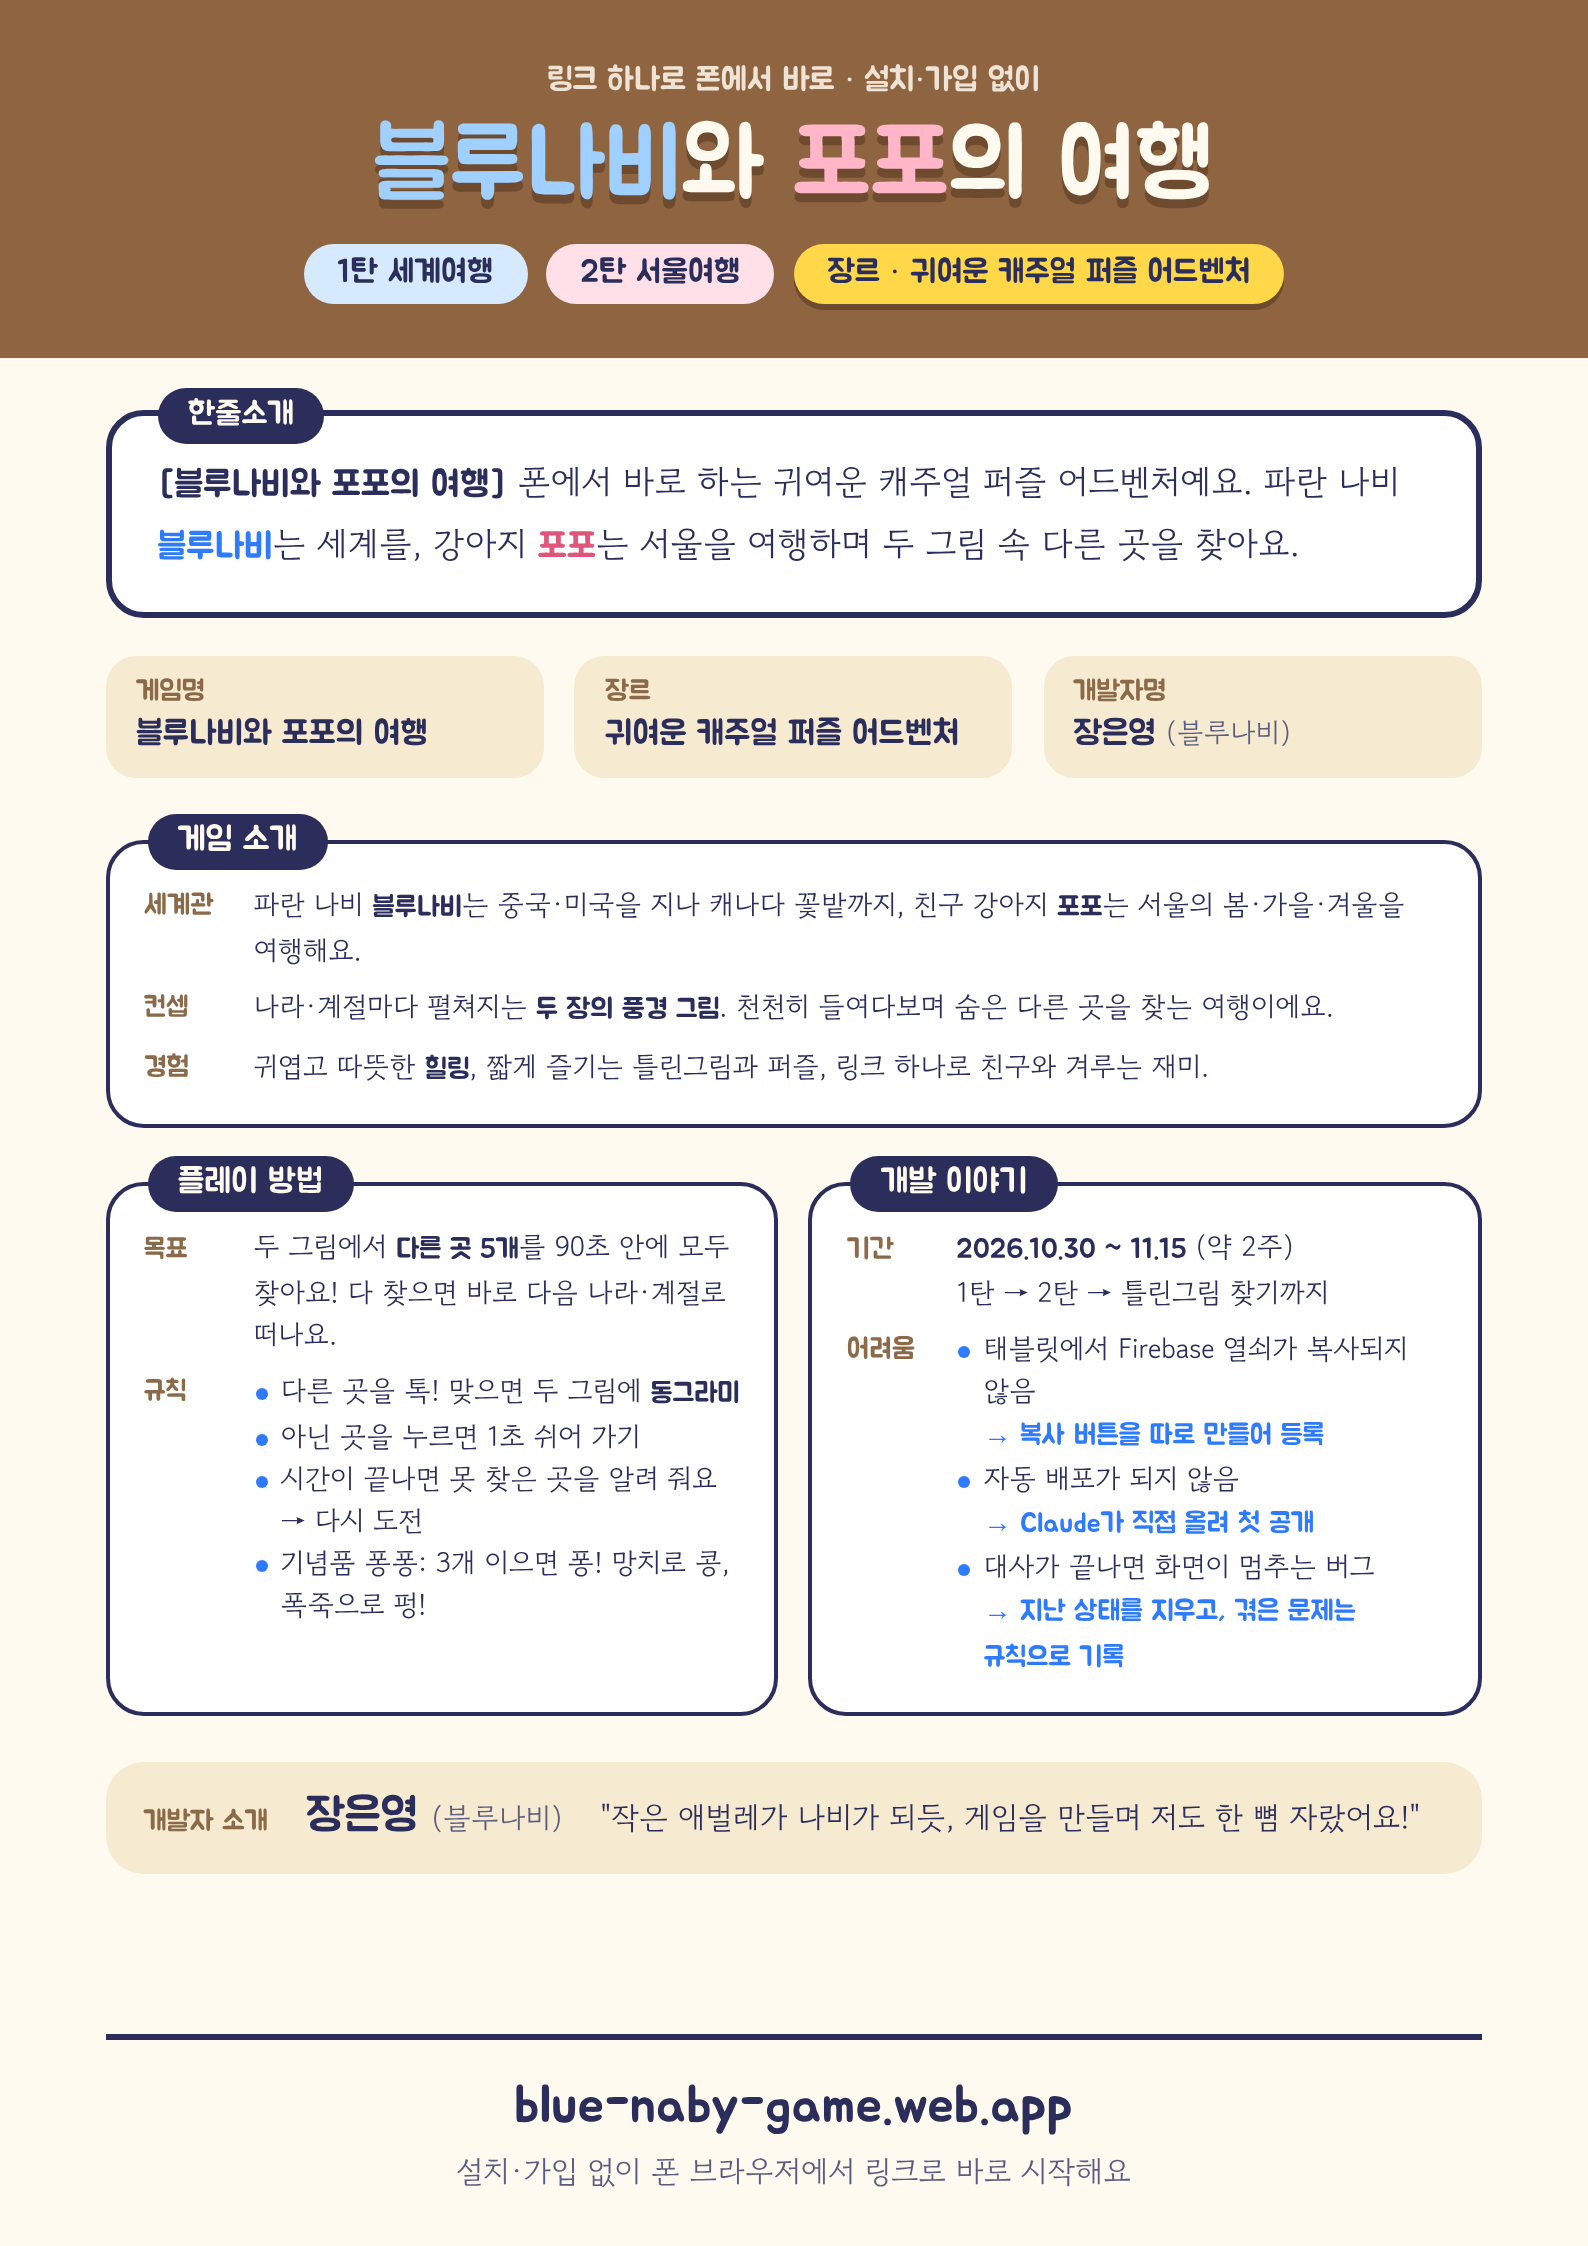 링크 하나로 폰에서 바로 · 설치·가입 없이
블루나비와 포포의 여행
1탄 세계여행
2탄 서울여행
장르 · 귀여운 캐주얼 퍼즐 어드벤처
한줄소개
[블루나비와 포포의 여행] 폰에서 바로 하는 귀여운 캐주얼 퍼즐 어드벤처예요. 파란 나비
블루나비는 세계를, 강아지 포포는 서울을 여행하며 두 그림 속 다른 곳을 찾아요.
게임명
블루나비와 포포의 여행
장르
귀여운 캐주얼 퍼즐 어드벤처
개발자명
장은영 (블루나비)
게임 소개
세계관 파란 나비 블루나비는 중국·미국을 지나 캐나다 꽃밭까지, 친구 강아지 포포는 서울의 봄·가을·겨울을
여행해요.
컨셉 나라·계절마다 펼쳐지는 두 장의 풍경 그림. 천천히 들여다보며 숨은 다른 곳을 찾는 여행이에요.
경험 귀엽고 따뜻한 힐링, 짧게 즐기는 틀린그림과 퍼즐, 링크 하나로 친구와 겨루는 재미.
플레이 방법
목표 두 그림에서 다른 곳 5개를 90초 안에 모두
찾아요! 다 찾으면 바로 다음 나라·계절로
떠나요.
규칙 ● 다른 곳을 톡! 맞으면 두 그림에 동그라미
● 아닌 곳을 누르면 1초 쉬어 가기
● 시간이 끝나면 못 찾은 곳을 알려 줘요
→ 다시 도전
● 기념품 퐁퐁: 3개 이으면 퐁! 망치로 콩,
폭죽으로 펑!
개발 이야기
기간 2026.10.30 ~ 11.15 (약 2주)
1탄 → 2탄 → 틀린그림 찾기까지
어려움 ● 태블릿에서 Firebase 열쇠가 복사되지
않음
→ 복사 버튼을 따로 만들어 등록
● 자동 배포가 되지 않음
→ Claude가 직접 올려 첫 공개
● 대사가 끝나면 화면이 멈추는 버그
→ 지난 상태를 지우고, 겪은 문제는
규칙으로 기록
개발자 소개 장은영 (블루나비) "작은 애벌레가 나비가 되듯, 게임을 만들며 저도 한 뼘 자랐어요!"
blue-naby-game.web.app
설치·가입 없이 폰 브라우저에서 링크로 바로 시작해요